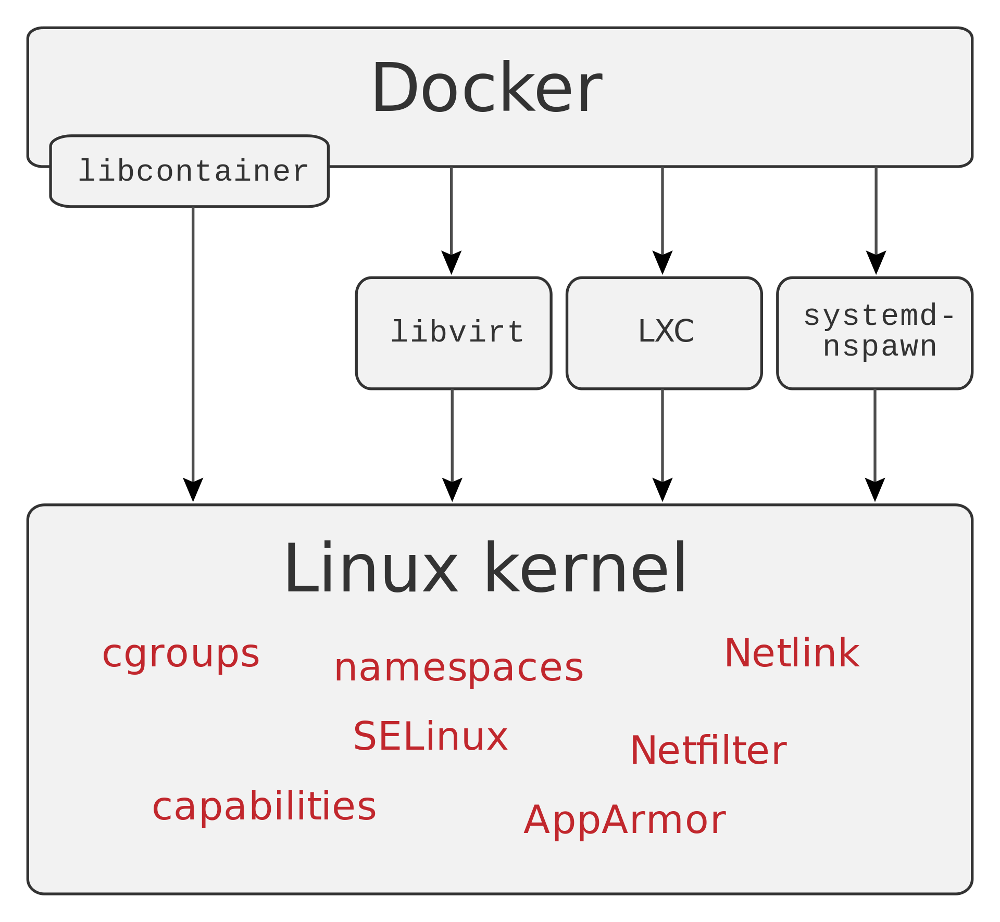 Docker
libcontainer
libvirt
LXC
systemd-
nspawn
Linux kernel
cgroups
namespaces
Netlink
SELinux
Netfilter
capabilities
AppArmor